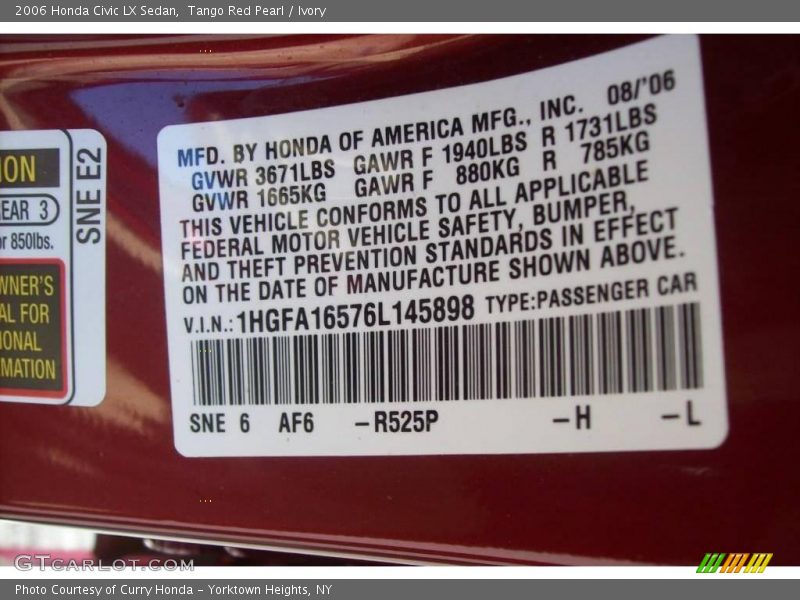 2006 Honda Civic LX Sedan,  Tango Red Pearl / Ivory
ION
EAR 3
or 850lbs.
WNER'S
AL FOR
IONAL
MATION
SNE E2
MFD. BY HONDA OF AMERICA MFG., INC. 08/'06
GVWR 3671LBS GAWR F 1940LBS R 1731LBS
GVWR 1665KG GAWR F 880KG R 785KG
THIS VEHICLE CONFORMS TO ALL APPLICABLE
FEDERAL MOTOR VEHICLE SAFETY, BUMPER,
AND THEFT PREVENTION STANDARDS IN EFFECT
ON THE DATE OF MANUFACTURE SHOWN ABOVE.
V.I.N.:1HGFA16576L145898 TYPE:PASSENGER CAR
SNE 6 AF6 –R525P –H –L
GTCARLOT.COM
Photo Courtesy of Curry Honda – Yorktown Heights, NY